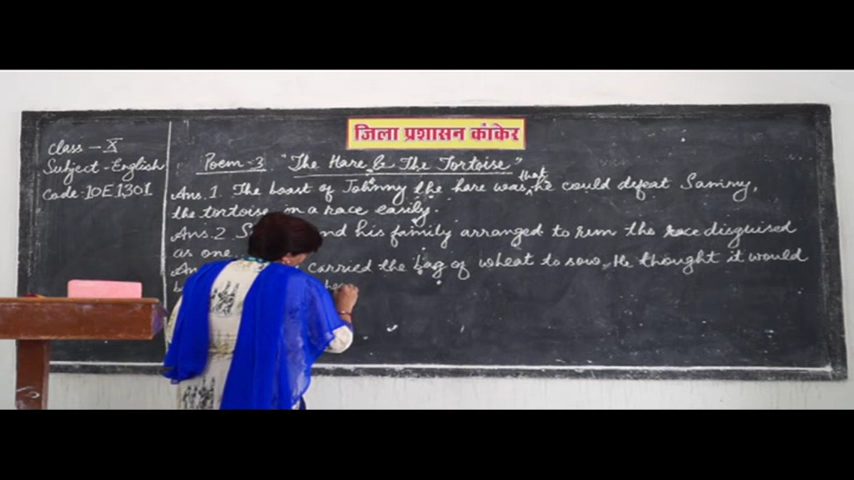 जिला प्रशासन कांकेर
Class - X
Subject - English
Code - 10E1301
Poem - 3 "The Hare & The Tortoise"
Ans. 1. The boast of Johnny the hare was that he could defeat Sammy,
the tortoise in a race easily.
Ans. 2. and his family arranged to run the race disguised
as one.
carried the bag of wheat to sow. He thought it would